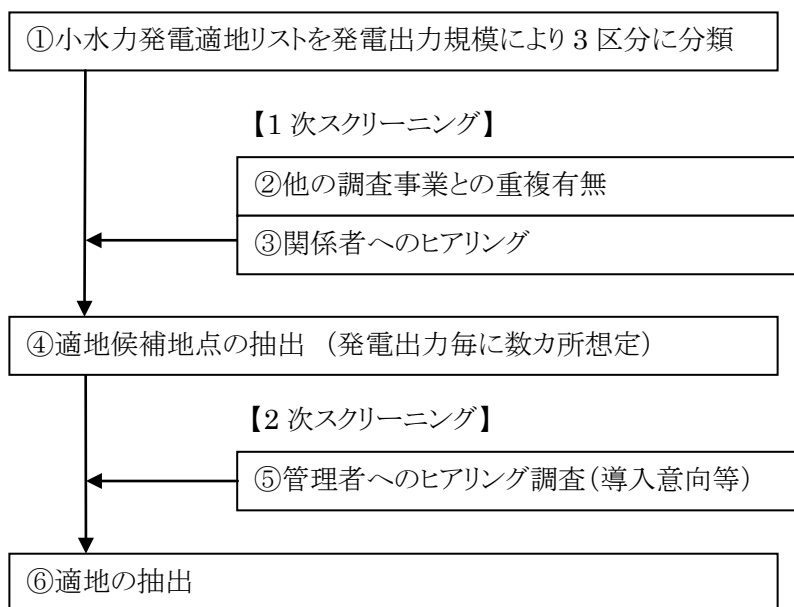 ①小水力発電適地リストを発電出力規模により 3 区分に分類
【1 次スクリーニング】
②他の調査事業との重複有無
③関係者へのヒアリング
④適地候補地点の抽出 (発電出力毎に数カ所想定)
【2 次スクリーニング】
⑤管理者へのヒアリング調査(導入意向等)
⑥適地の抽出